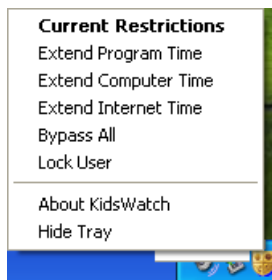 Current Restrictions
Extend Program Time
Extend Computer Time
Extend Internet Time
Bypass All
Lock User
About KidsWatch
Hide Tray